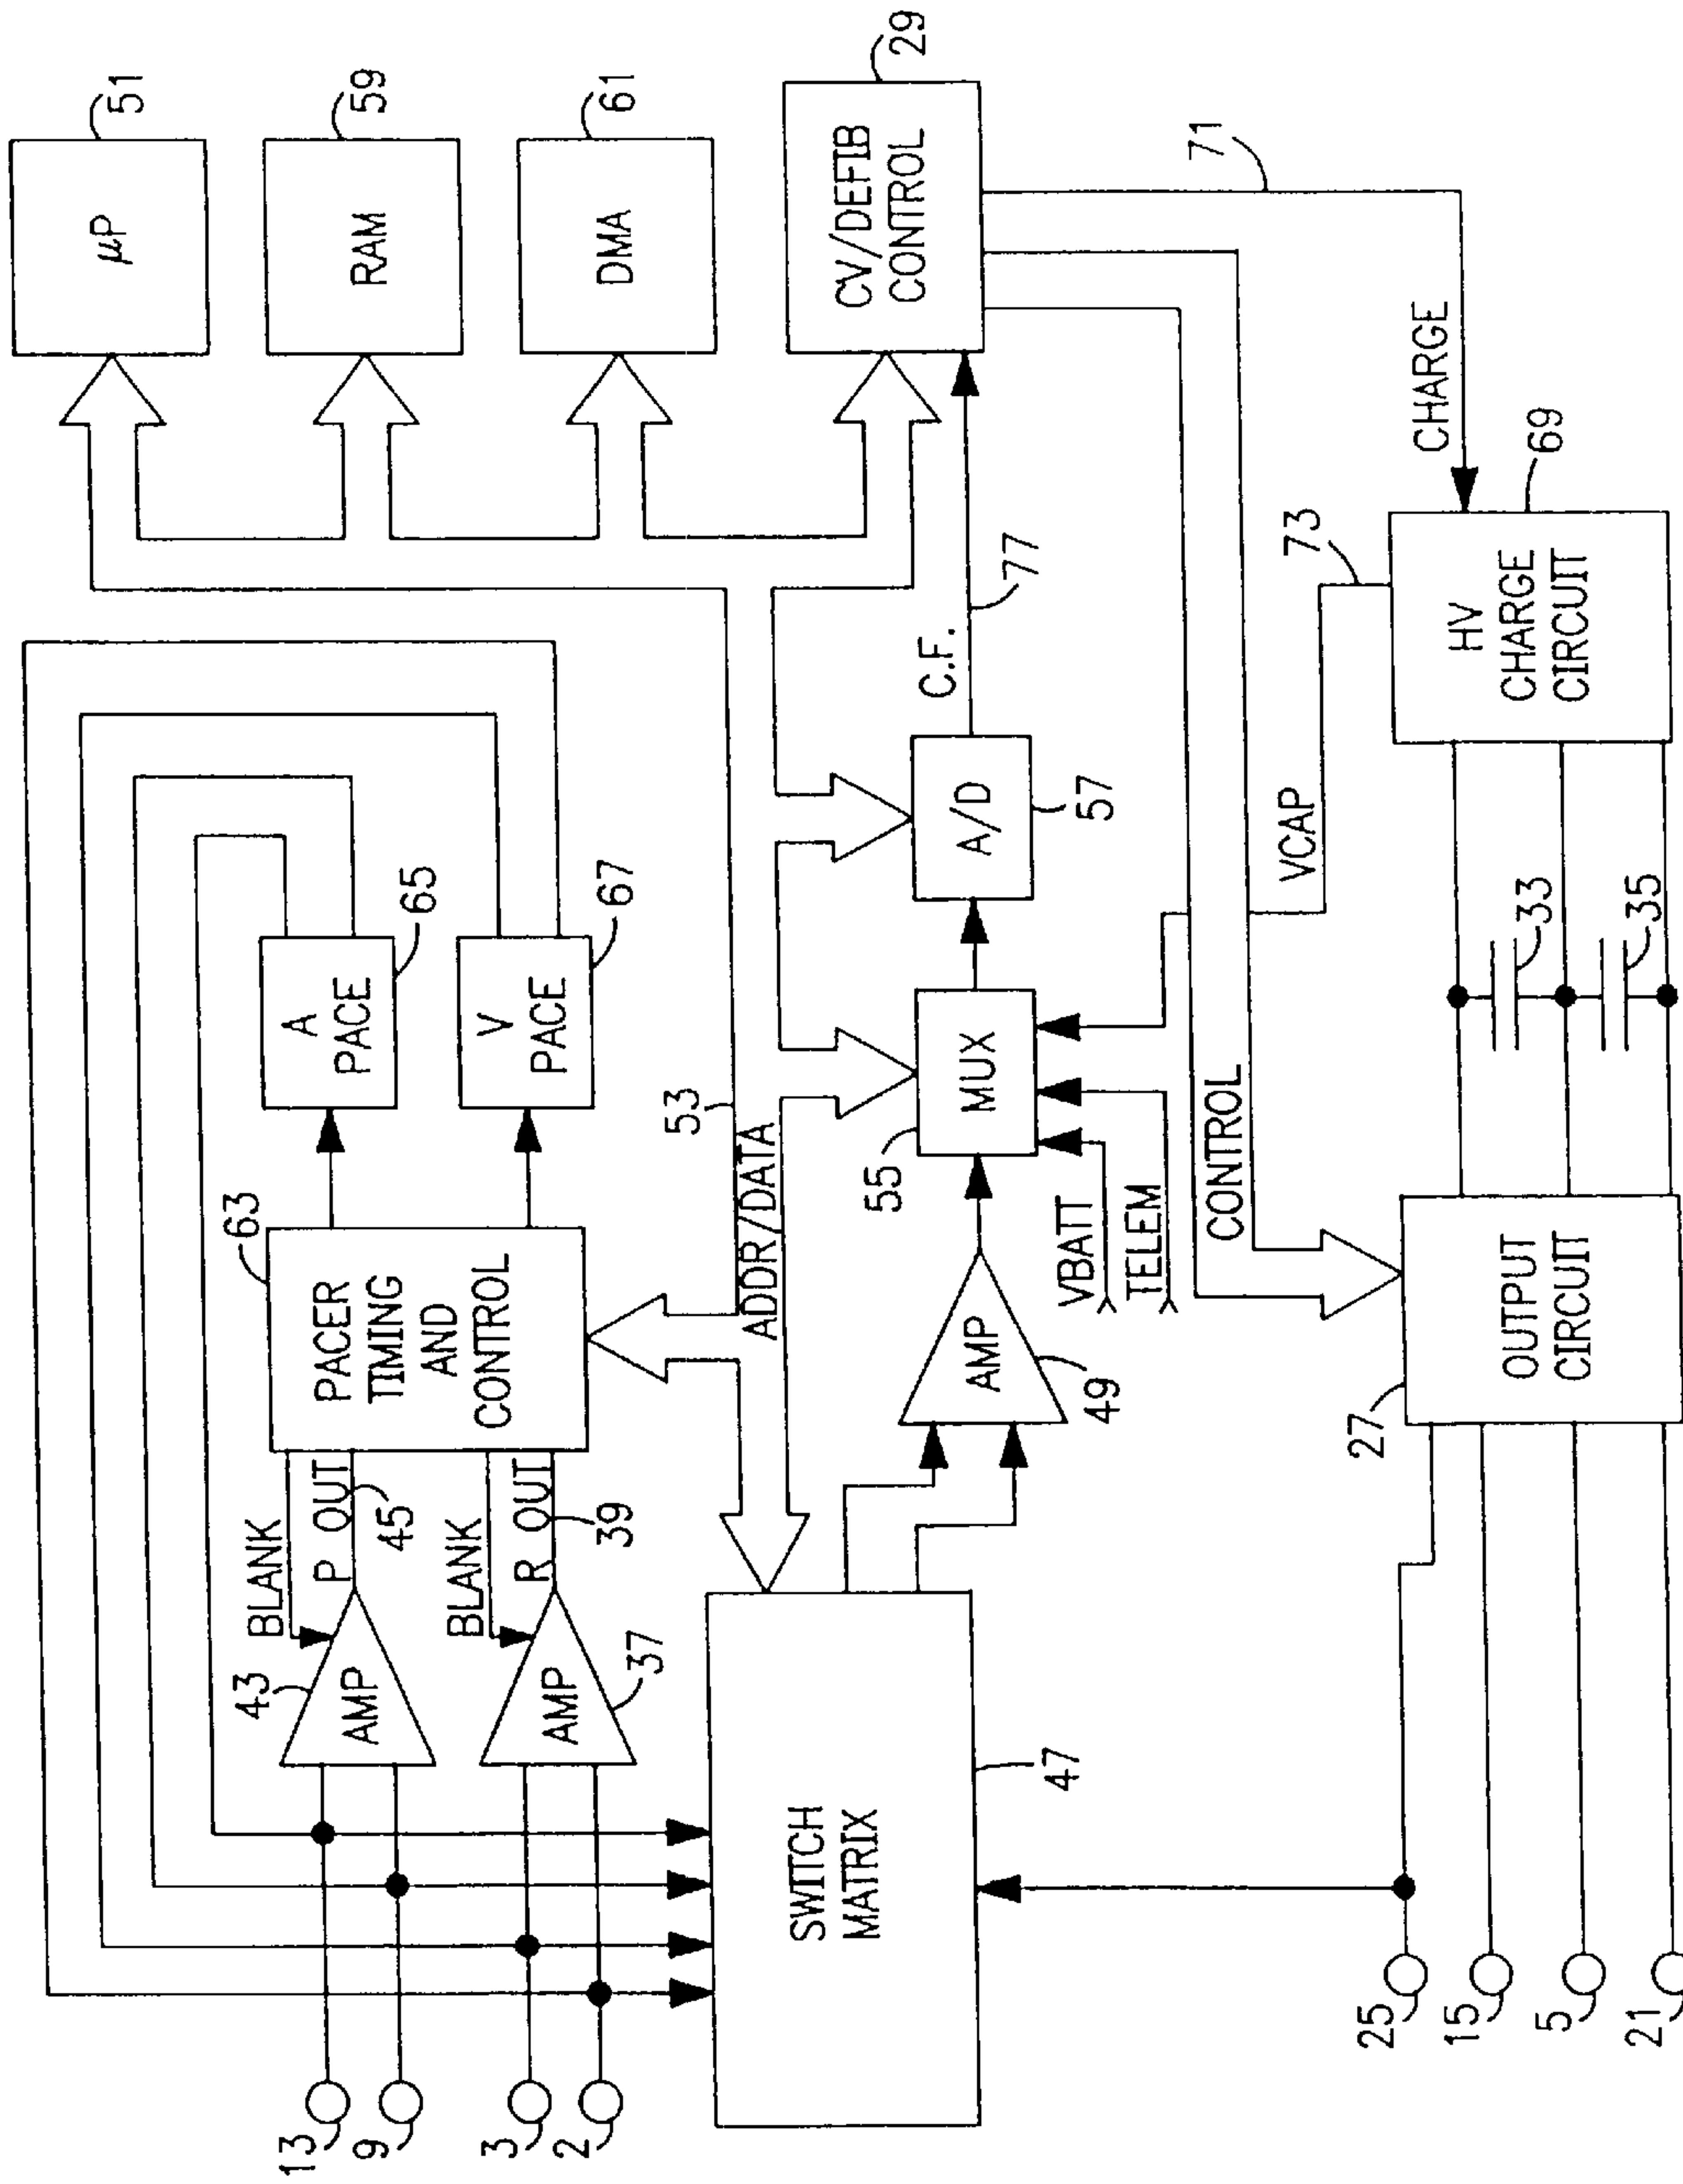 13
9
3
2
43
AMP
BLANK
P OUT
45
37
AMP
BLANK
R OUT
39
63
PACER
TIMING
AND
CONTROL
A
PACE
65
V
PACE
67
μP
51
RAM
59
DMA
61
CV/DEFIB
CONTROL
29
53
ADDR/DATA
SWITCH
MATRIX
47
AMP
49
55
MUX
A/D
57
C.F.
77
VBATT
TELEM
CONTROL
VCAP
73
CHARGE
71
25
15
5
21
27
OUTPUT
CIRCUIT
33
35
HV
CHARGE
CIRCUIT
69